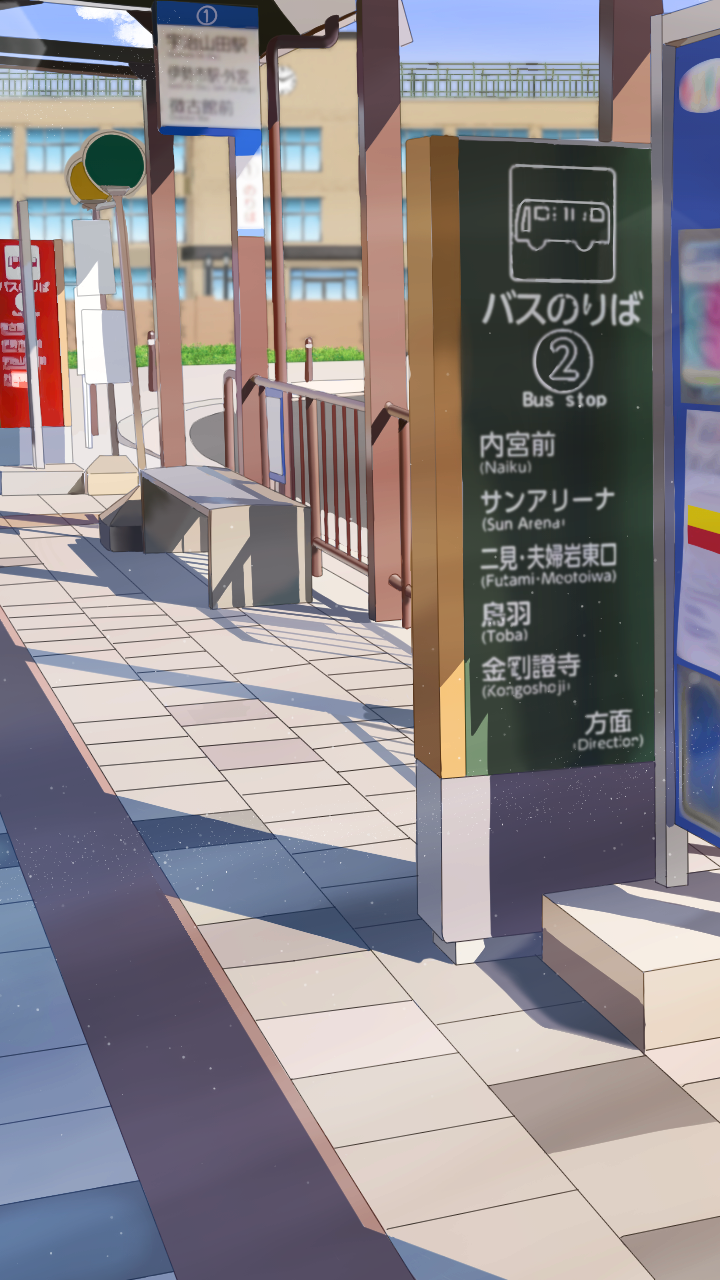 ①
宇治山田駅
伊勢市駅・外宮
徴古館前
のりば
バスのりば
バスのりば
②
Bus stop
内宮前
(Naiku)
サンアリーナ
(Sun Arena)
二見・夫婦岩東口
(Futami-Meotoiwa)
鳥羽
(Toba)
金剛證寺
(Kongoshoji)
方面
(Direction)